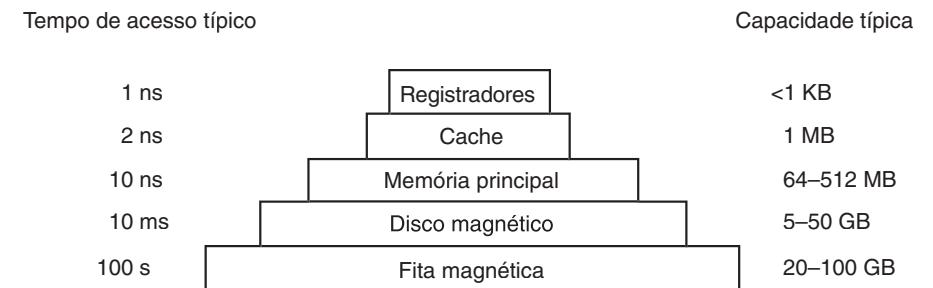 Tempo de acesso típico Capacidade típica
1 ns Registradores <1 KB
2 ns Cache 1 MB
10 ns Memória principal 64–512 MB
10 ms Disco magnético 5–50 GB
100 s Fita magnética 20–100 GB